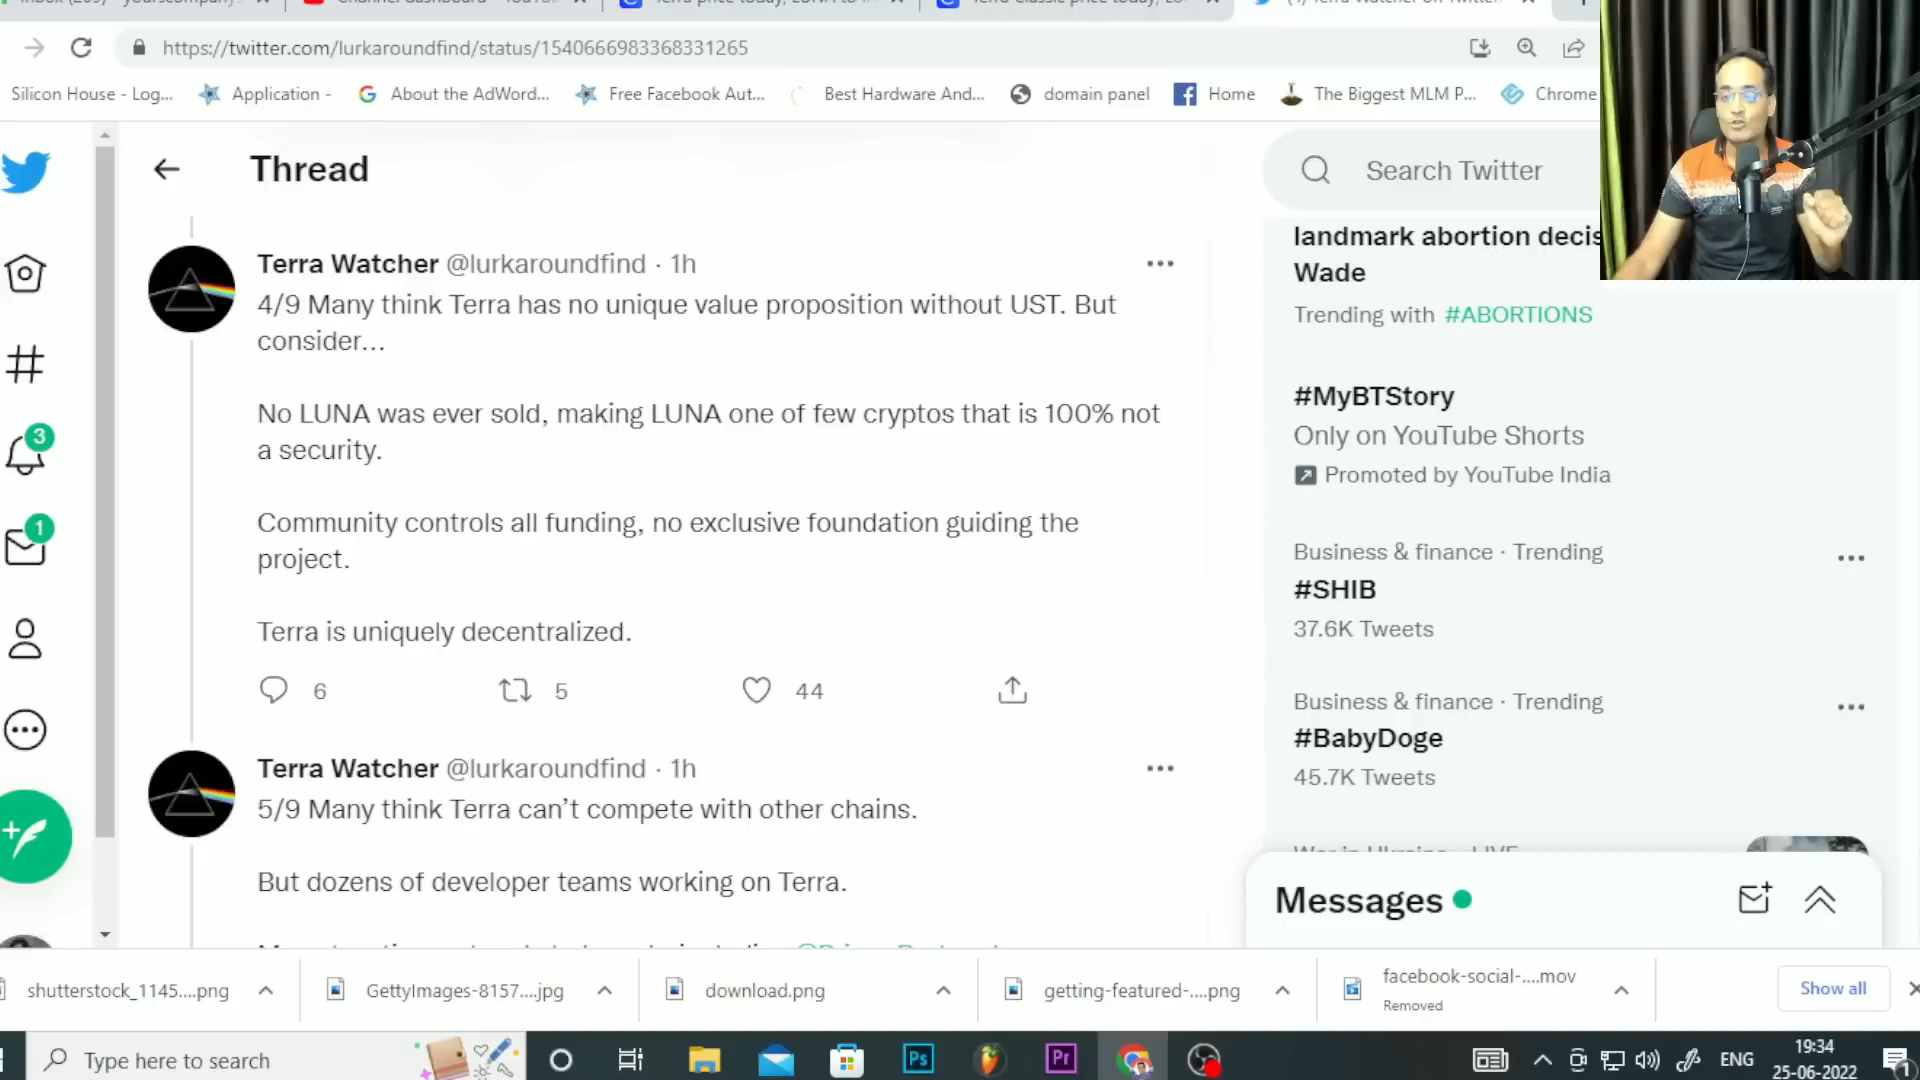 https://twitter.com/lurkaroundfind/status/1540666983368331265
Silicon House - Log...
Application -
About the AdWord...
Free Facebook Aut...
Best Hardware And...
domain panel
Home
The Biggest MLM P...
Chrome
Thread
Search Twitter
Terra Watcher @lurkaroundfind · 1h
4/9 Many think Terra has no unique value proposition without UST. But
consider...
No LUNA was ever sold, making LUNA one of few cryptos that is 100% not
a security.
Community controls all funding, no exclusive foundation guiding the
project.
Terra is uniquely decentralized.
6
5
44
Terra Watcher @lurkaroundfind · 1h
5/9 Many think Terra can't compete with other chains.
But dozens of developer teams working on Terra.
3
1
landmark abortion
Wade
Trending with #ABORTIONS
#MyBTStory
Only on YouTube Shorts
Promoted by YouTube India
Business & finance · Trending
#SHIB
37.6K Tweets
Business & finance · Trending
#BabyDoge
45.7K Tweets
Messages
shutterstock_1145....png
GettyImages-8157....jpg
download.png
getting-featured-....png
facebook-social-....mov
Removed
Show all
Type here to search
Ps
Pr
ENG
19:34
25-06-2022
1